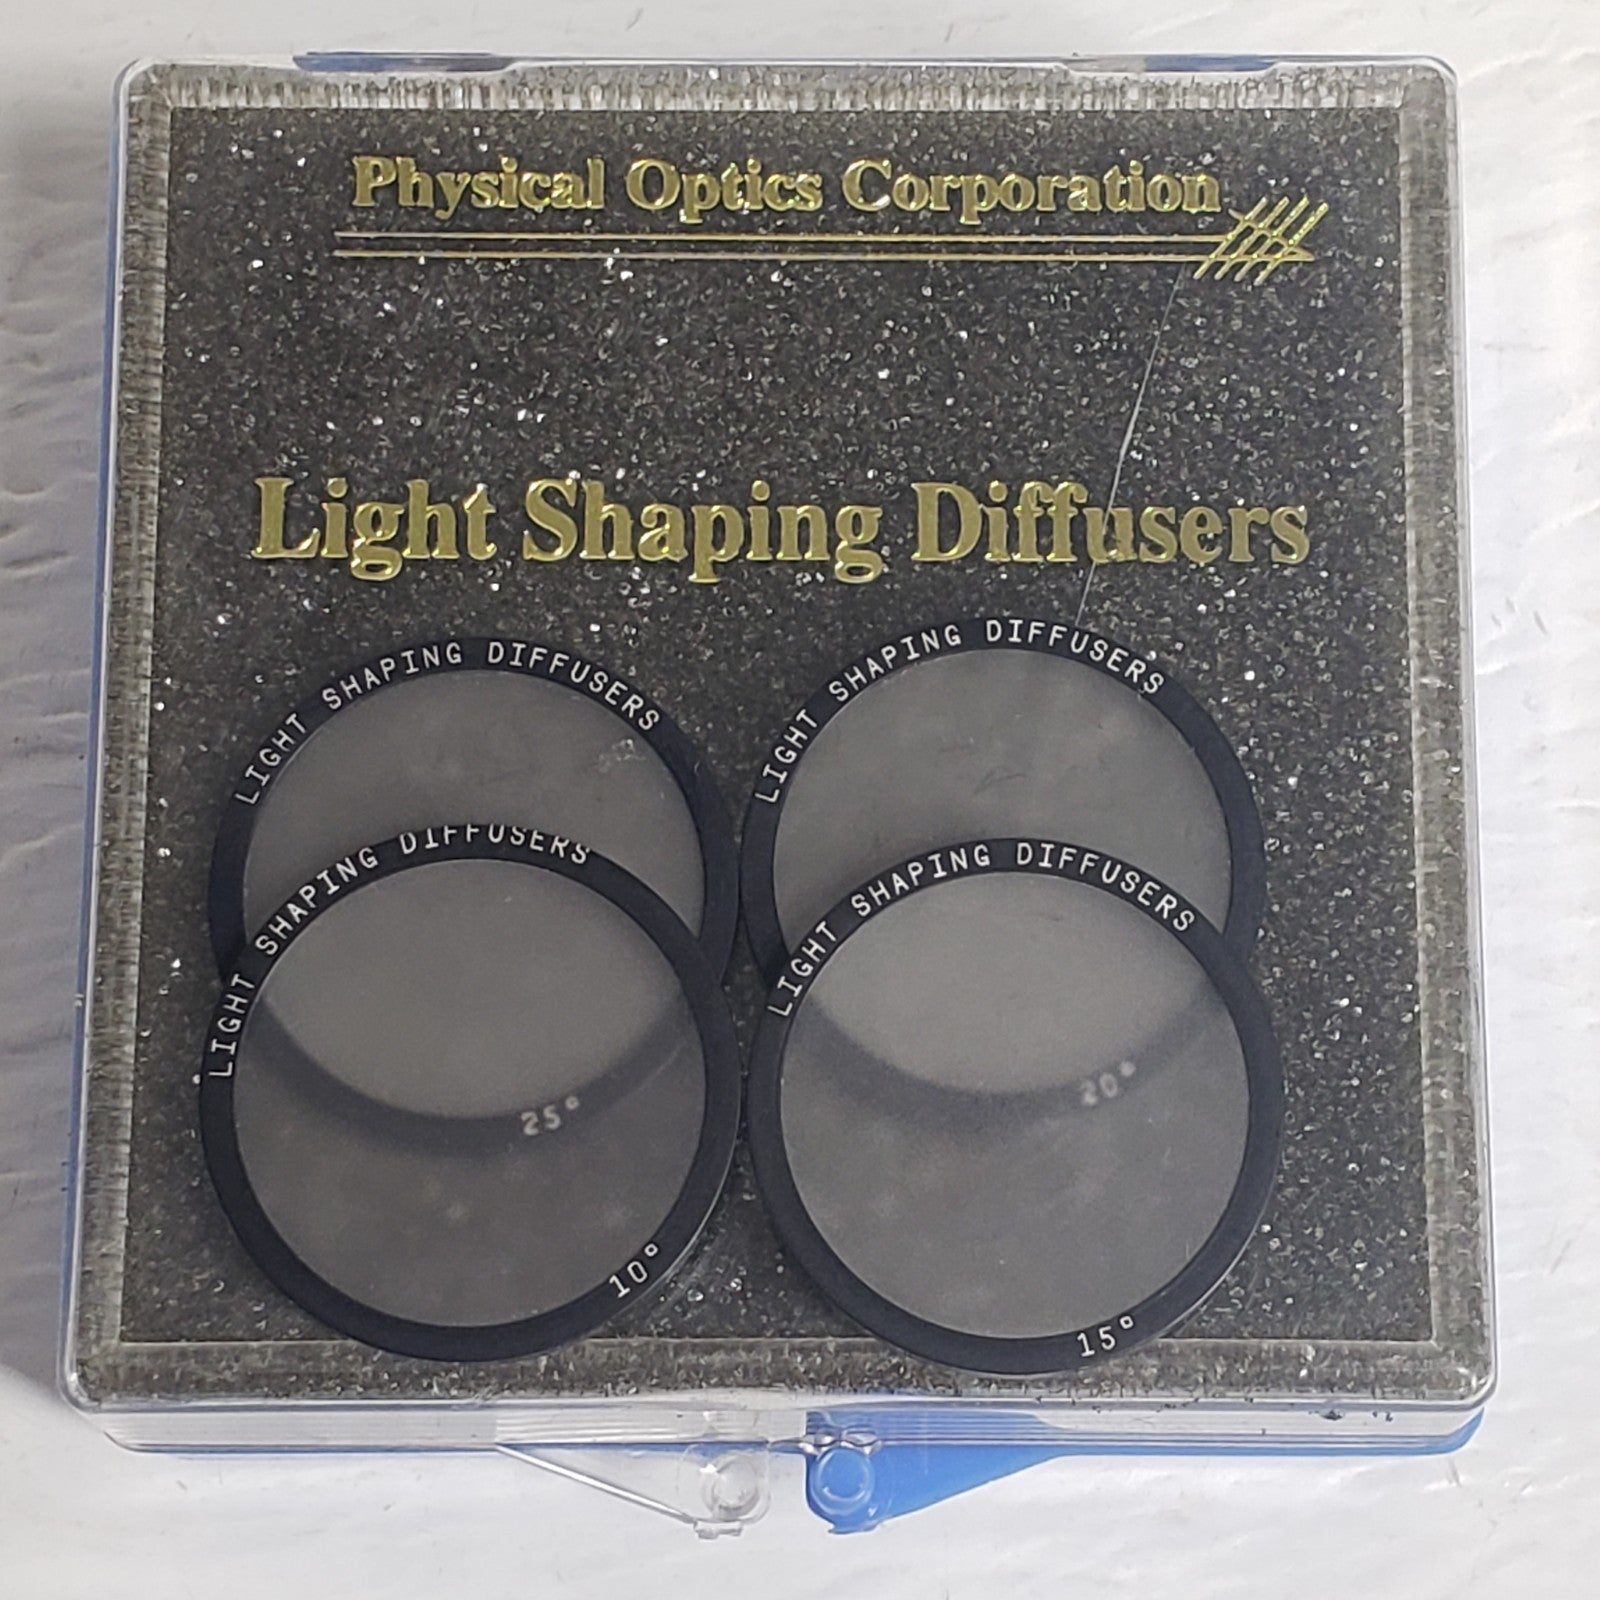 Physical Optics Corporation
Light Shaping Diffusers
LIGHT SHAPING DIFFUSERS
25°
LIGHT SHAPING DIFFUSERS
20°
LIGHT SHAPING DIFFUSERS
10°
LIGHT SHAPING DIFFUSERS
15°